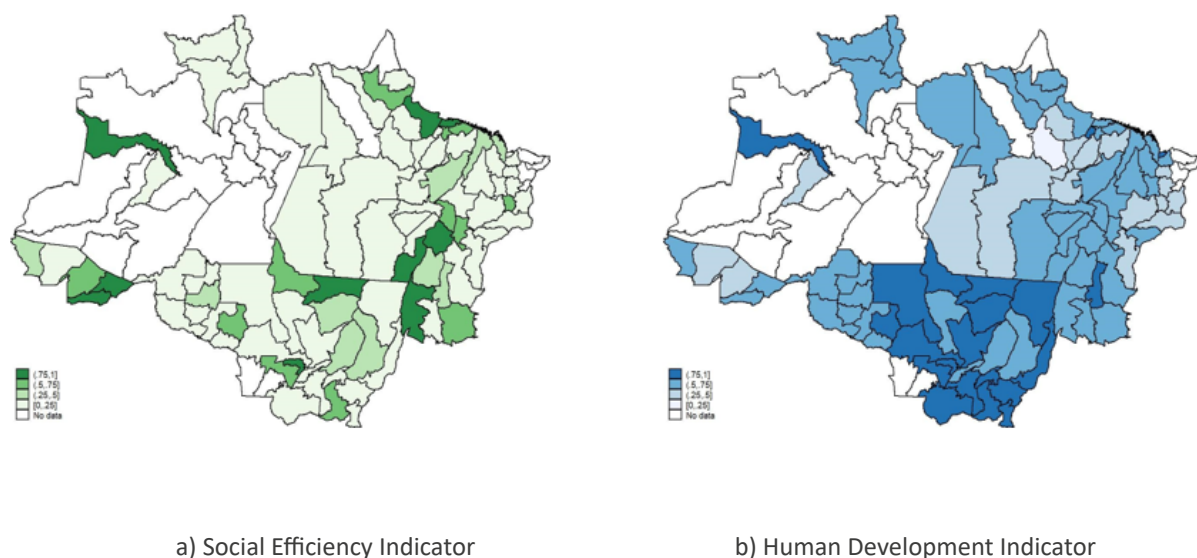 (.75,1]
(.5,.75]
(.25,.5]
[0,.25]
No data
(.75,1]
(.5,.75]
(.25,.5]
[0,.25]
No data
a) Social Efficiency Indicator
b) Human Development Indicator